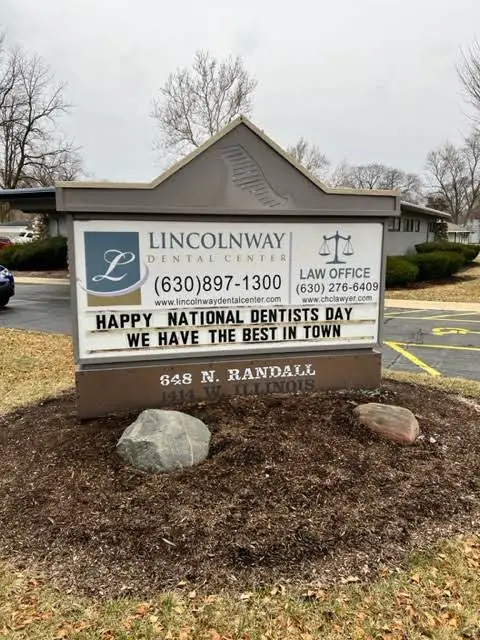 L
LINCOLNWAY
DENTAL CENTER
(630)897-1300
www.lincolnwaydentalcenter.com
LAW OFFICE
(630) 276-6409
www.chclawyer.com
HAPPY NATIONAL DENTISTS DAY
WE HAVE THE BEST IN TOWN
648 N. RANDALL
1414 W. ILLINOIS